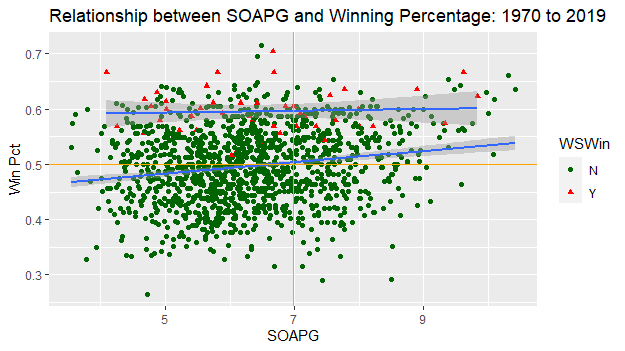 Relationship between SOAPG and Winning Percentage: 1970 to 2019
Win Pct
0.7
0.6
0.5
0.4
0.3
5
7
9
SOAPG
WSWin
N
Y